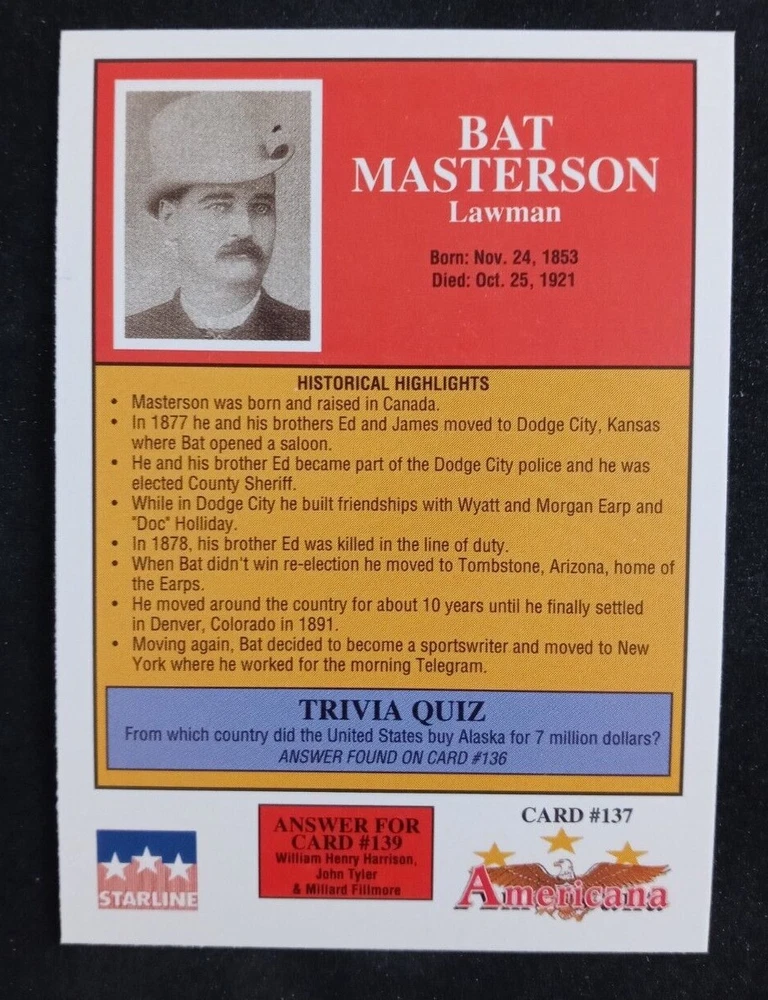 BAT
MASTERSON
Lawman
Born: Nov. 24, 1853
Died: Oct. 25, 1921
HISTORICAL HIGHLIGHTS
• Masterson was born and raised in Canada.
• In 1877 he and his brothers Ed and James moved to Dodge City, Kansas
where Bat opened a saloon.
• He and his brother Ed became part of the Dodge City police and he was
elected County Sheriff.
• While in Dodge City he built friendships with Wyatt and Morgan Earp and
"Doc" Holliday.
• In 1878, his brother Ed was killed in the line of duty.
• When Bat didn't win re-election he moved to Tombstone, Arizona, home of
the Earps.
• He moved around the country for about 10 years until he finally settled
in Denver, Colorado in 1891.
• Moving again, Bat decided to become a sportswriter and moved to New
York where he worked for the morning Telegram.
TRIVIA QUIZ
From which country did the United States buy Alaska for 7 million dollars?
ANSWER FOUND ON CARD #136
STARLINE
ANSWER FOR
CARD #139
William Henry Harrison,
John Tyler
& Millard Fillmore
CARD #137
Americana